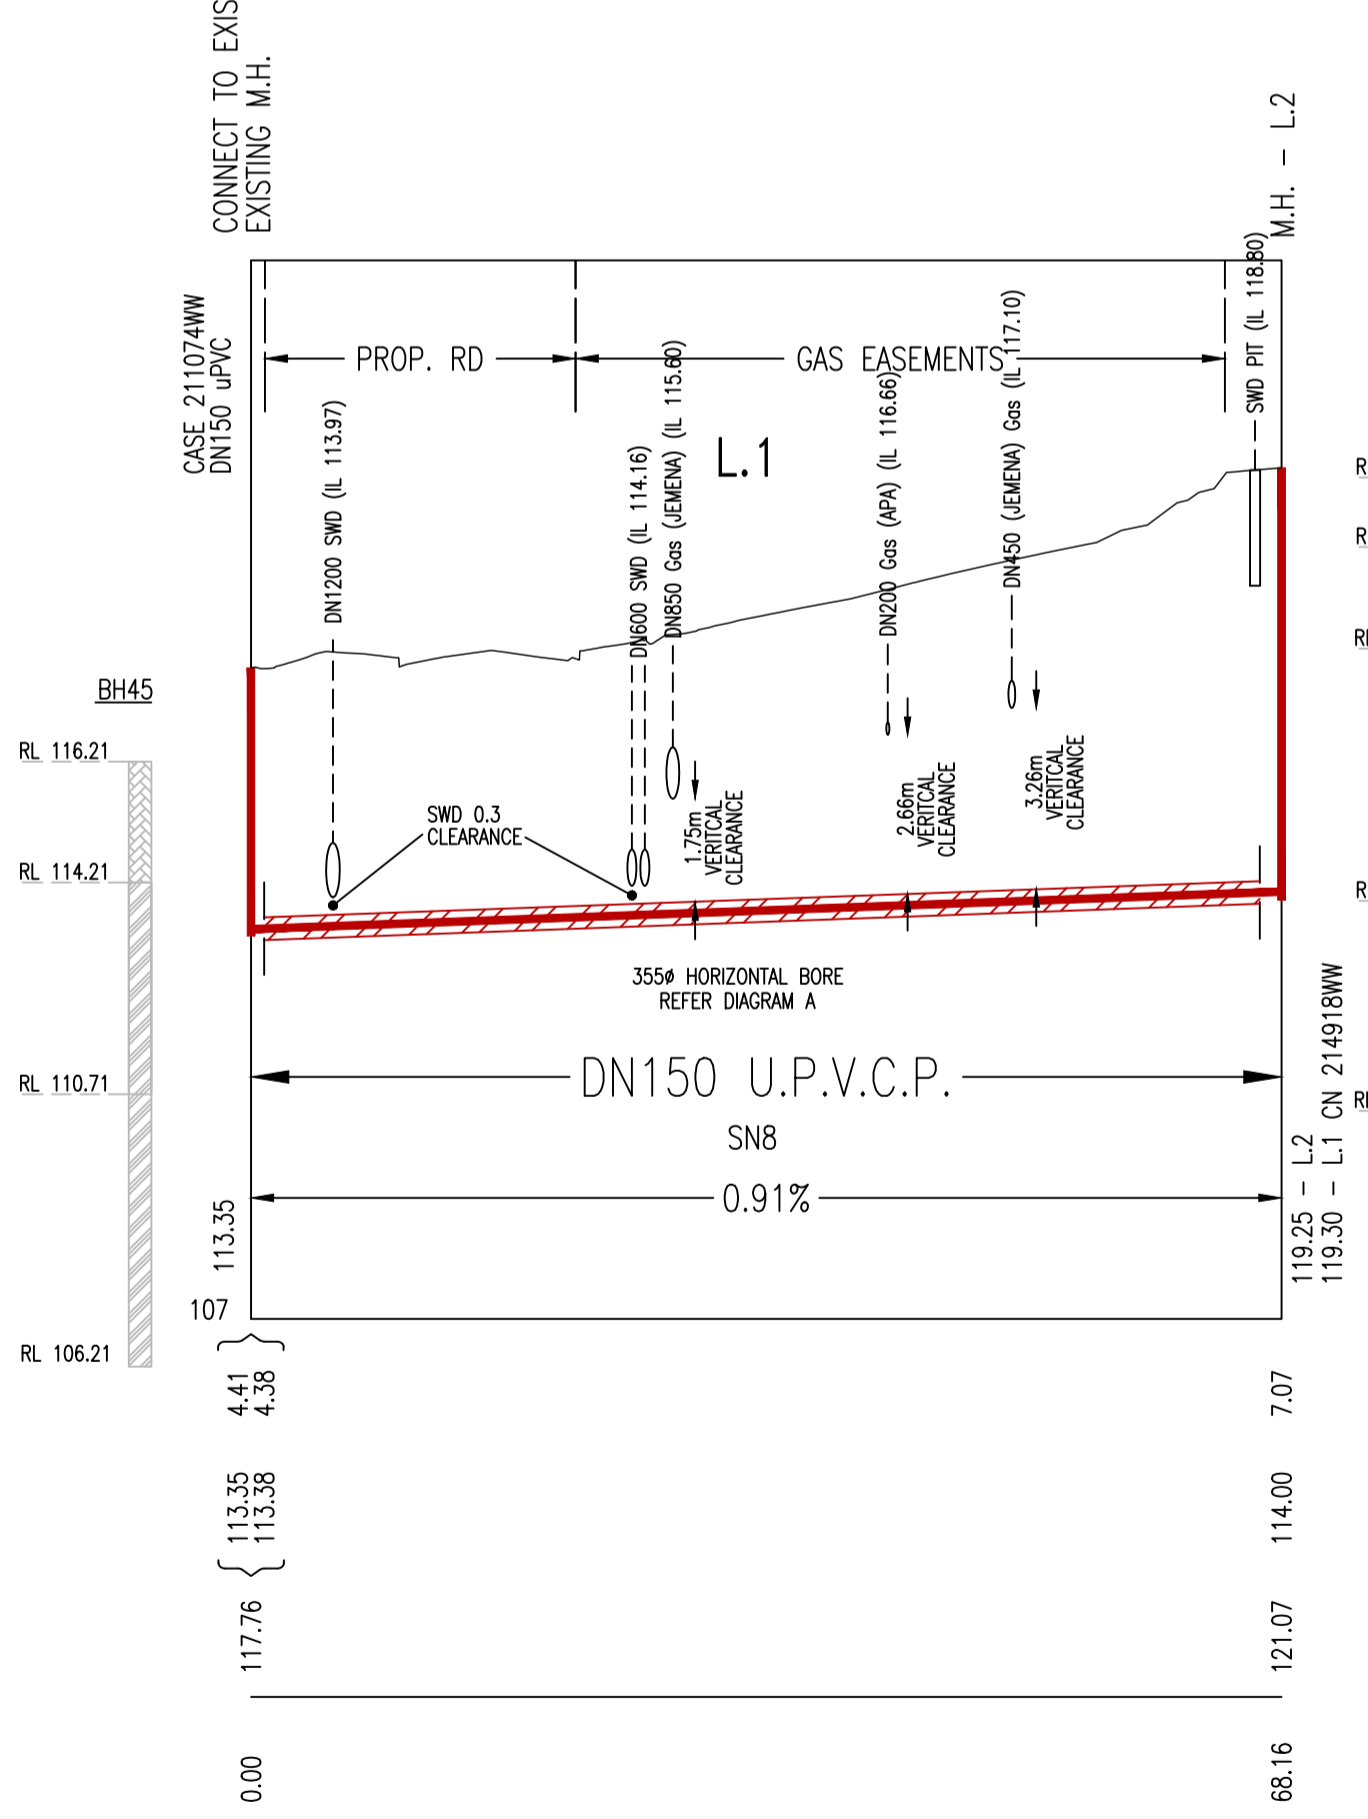 CONNECT TO EXIS
EXISTING M.H.
M.H. – L.2
CASE 211074WW
DN150 uPVC
PROP. RD
GAS EASEMENTS
L.1
DN1200 SWD (IL 113.97)
DN600 SWD (IL 114.16)
DN850 Gas (JEMENA) (IL 115.60)
DN200 Gas (APA) (IL 116.66)
DN450 (JEMENA) Gas (IL 117.10)
SWD PIT (IL 118.80)
BH45
RL 116.21
RL 114.21
RL 110.71
RL 106.21
SWD 0.3
CLEARANCE
1.75m
VERITCAL
CLEARANCE
2.66m
VERITCAL
CLEARANCE
3.26m
VERITCAL
CLEARANCE
355ø HORIZONTAL BORE
REFER DIAGRAM A
DN150 U.P.V.C.P.
SN8
0.91%
113.35
107
119.25 – L.2
119.30 – L.1 CN 214918WW
4.41
4.38
7.07
113.35
113.38
114.00
117.76
121.07
0.00
68.16